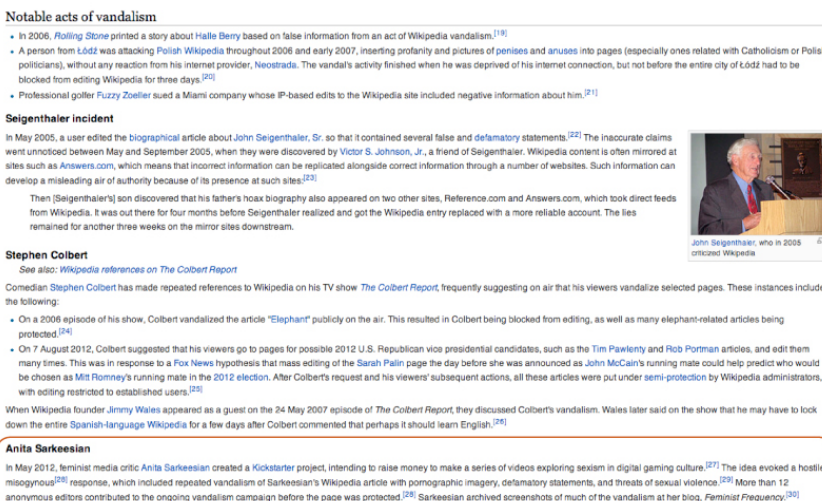 Notable acts of vandalism
In 2006, Rolling Stone printed a story about Halle Berry based on false information from an act of Wikipedia vandalism.[19]
A person from Łódź was attacking Polish Wikipedia throughout 2006 and early 2007, inserting profanity and pictures of penises and anuses into pages (especially ones related with Catholicism or Polis
politicians), without any reaction from his internet provider, Neostrada. The vandal's activity finished when he was deprived of his internet connection, but not before the entire city of Łódź had to be
blocked from editing Wikipedia for three days.[20]
Professional golfer Fuzzy Zoeller sued a Miami company whose IP-based edits to the Wikipedia site included negative information about him.[21]
Seigenthaler incident
In May 2005, a user edited the biographical article about John Seigenthaler, Sr. so that it contained several false and defamatory statements.[22] The inaccurate claims
went unnoticed between May and September 2005, when they were discovered by Victor S. Johnson, Jr., a friend of Seigenthaler. Wikipedia content is often mirrored at
sites such as Answers.com, which means that incorrect information can be replicated alongside correct information through a number of websites. Such information can
develop a misleading air of authority because of its presence at such sites:[23]
Then [Seigenthaler's] son discovered that his father's hoax biography also appeared on two other sites, Reference.com and Answers.com, which took direct feeds
from Wikipedia. It was out there for four months before Seigenthaler realized and got the Wikipedia entry replaced with a more reliable account. The lies
remained for another three weeks on the mirror sites downstream.
John Seigenthaler, who in 2005
criticized Wikipedia
Stephen Colbert
See also: Wikipedia references on The Colbert Report
Comedian Stephen Colbert has made repeated references to Wikipedia on his TV show The Colbert Report, frequently suggesting on air that his viewers vandalize selected pages. These instances include
the following:
On a 2006 episode of his show, Colbert vandalized the article "Elephant" publicly on the air. This resulted in Colbert being blocked from editing, as well as many elephant-related articles being
protected.[24]
On 7 August 2012, Colbert suggested that his viewers go to pages for possible 2012 U.S. Republican vice presidential candidates, such as the Tim Pawlenty and Rob Portman articles, and edit them
many times. This was in response to a Fox News hypothesis that mass editing of the Sarah Palin page the day before she was announced as John McCain's running mate could help predict who would
be chosen as Mitt Romney's running mate in the 2012 election. After Colbert's request and his viewers' subsequent actions, all these articles were put under semi-protection by Wikipedia administrators,
with editing restricted to established users.[25]
When Wikipedia founder Jimmy Wales appeared as a guest on the 24 May 2007 episode of The Colbert Report, they discussed Colbert's vandalism. Wales later said on the show that he may have to lock
down the entire Spanish-language Wikipedia for a few days after Colbert commented that perhaps it should learn English.[26]
Anita Sarkeesian
In May 2012, feminist media critic Anita Sarkeesian created a Kickstarter project, intending to raise money to make a series of videos exploring sexism in digital gaming culture.[27] The idea evoked a hostile
misogynous[28] response, which included repeated vandalism of Sarkeesian's Wikipedia article with pornographic imagery, defamatory statements, and threats of sexual violence.[29] More than 12
anonymous editors contributed to the ongoing vandalism campaign before the page was protected.[28] Sarkeesian archived screenshots of much of the vandalism at her blog, Feminist Frequency.[30]